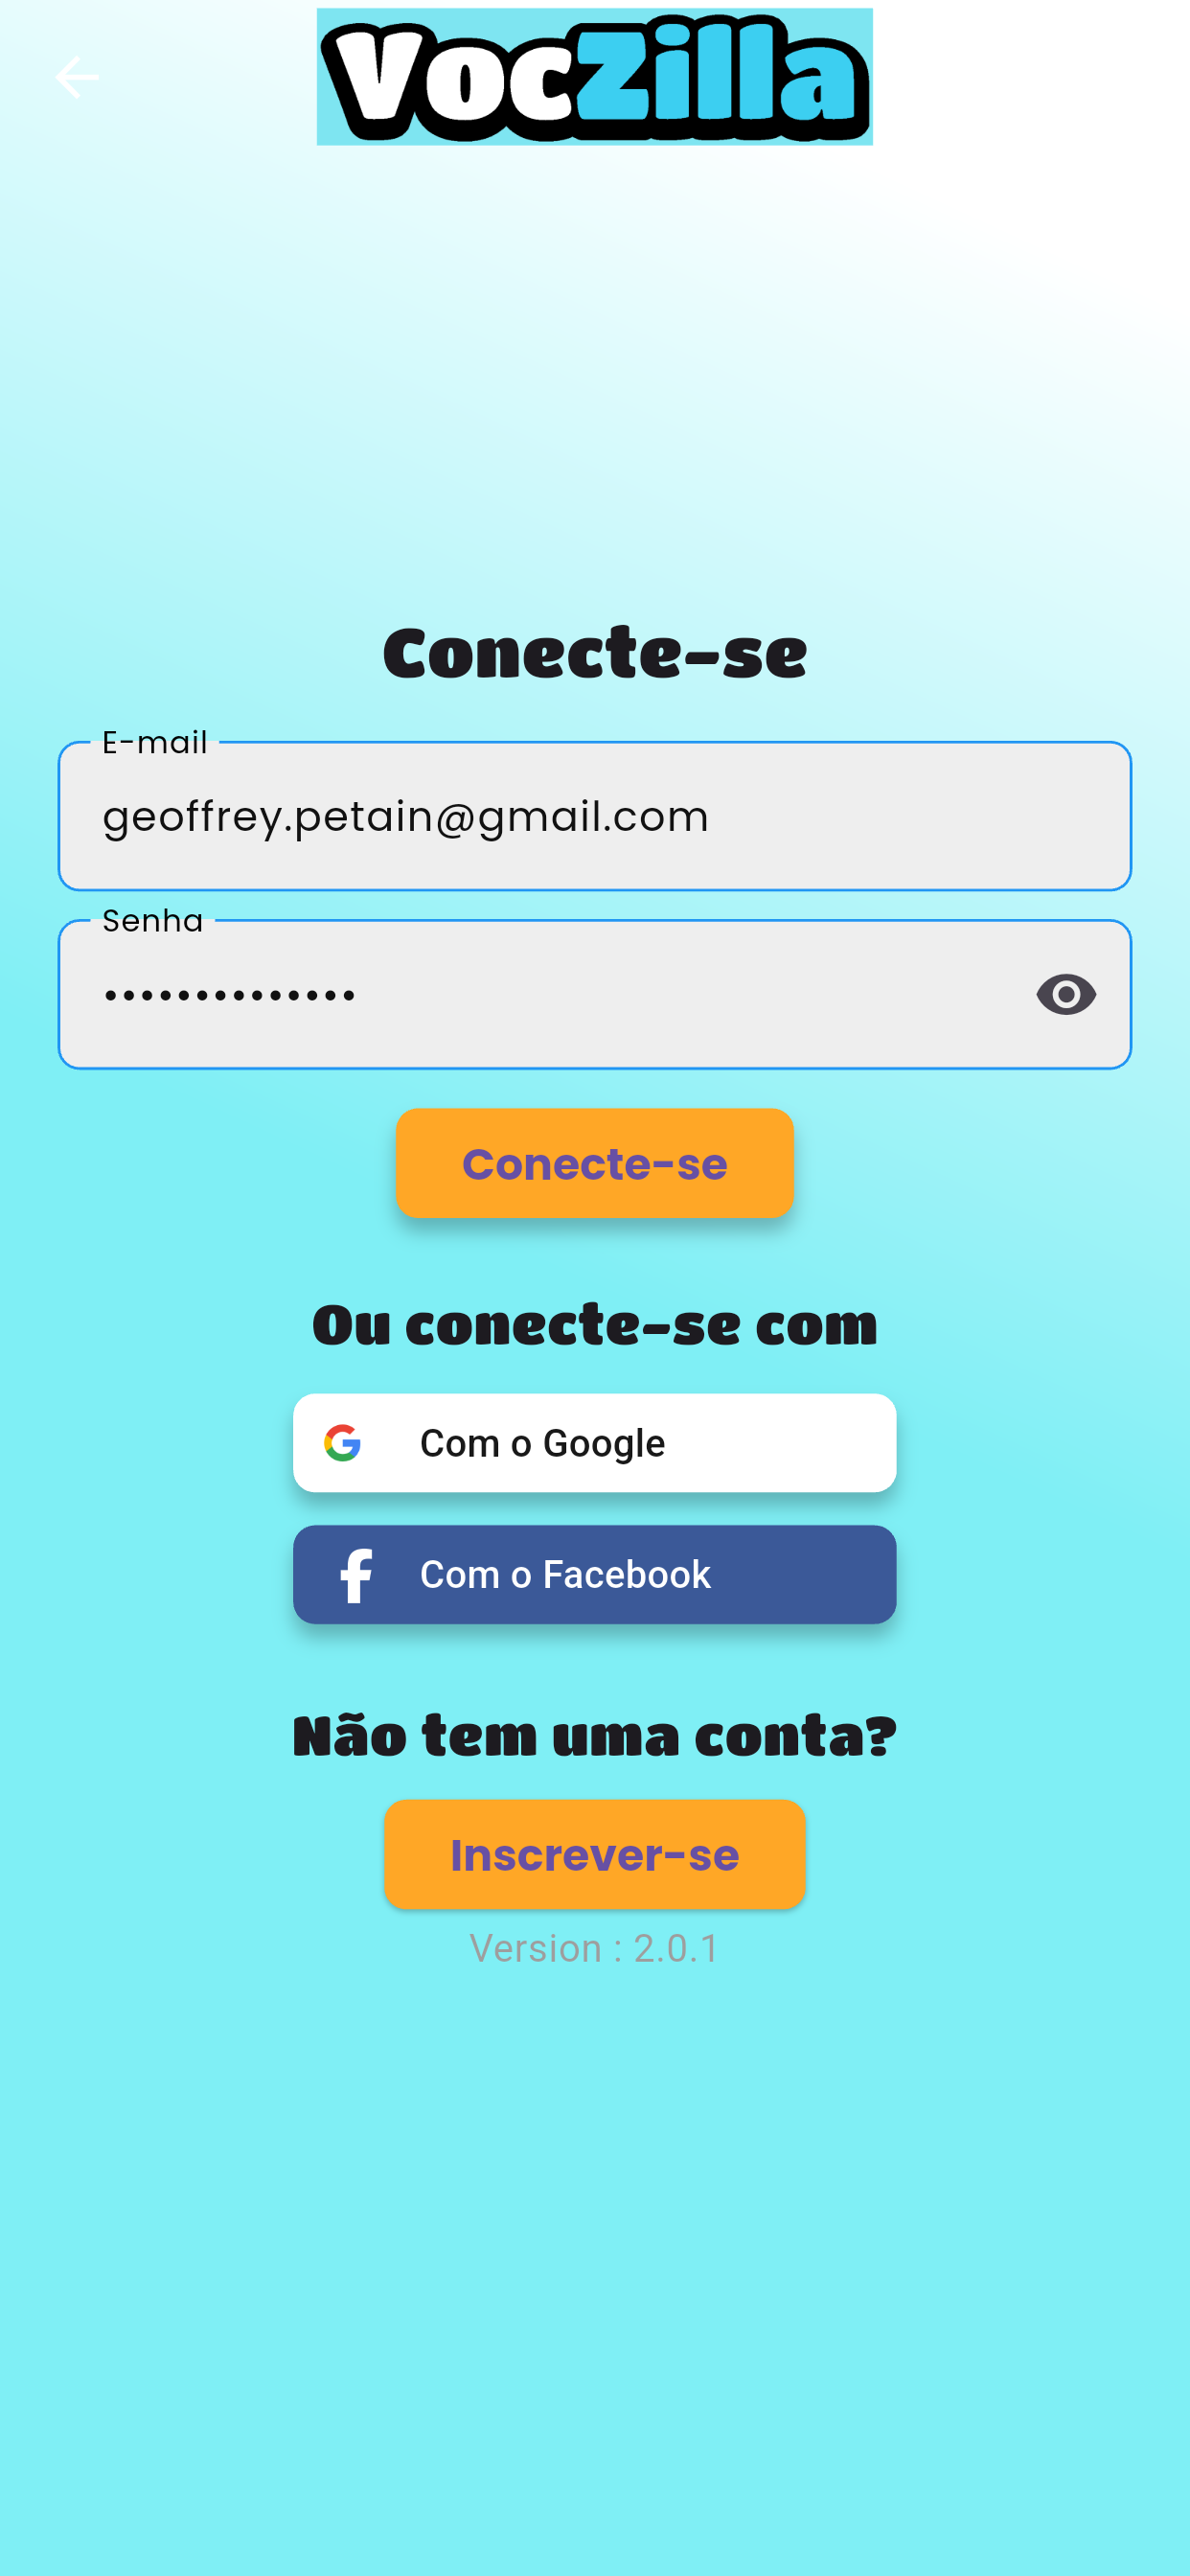 VocZilla
Conecte-se
E-mail
geoffrey.petain@gmail.com
Senha
••••••••••••••
Conecte-se
Ou conecte-se com
Com o Google
Com o Facebook
Não tem uma conta?
Inscrever-se
Version : 2.0.1